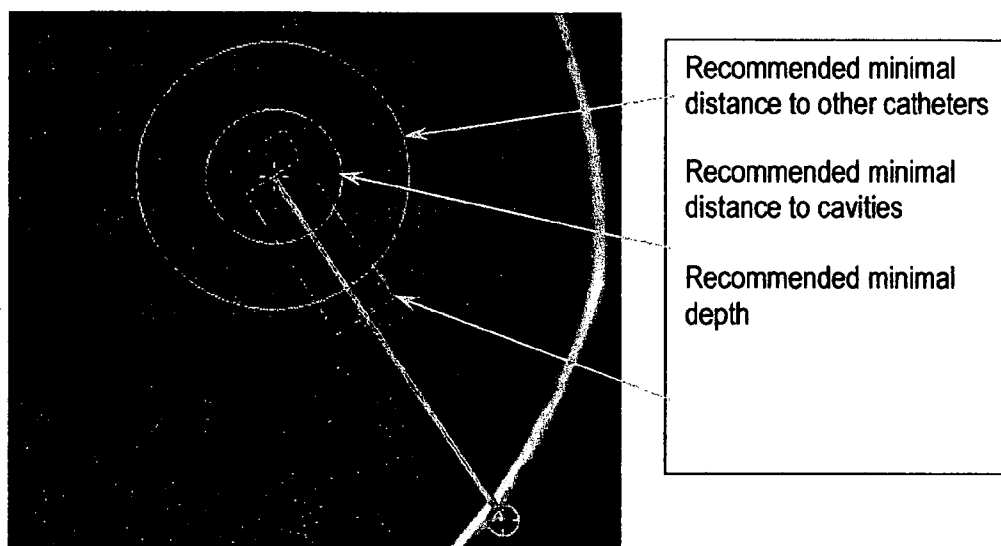 Recommended minimal
distance to other catheters
Recommended minimal
distance to cavities
Recommended minimal
depth
A